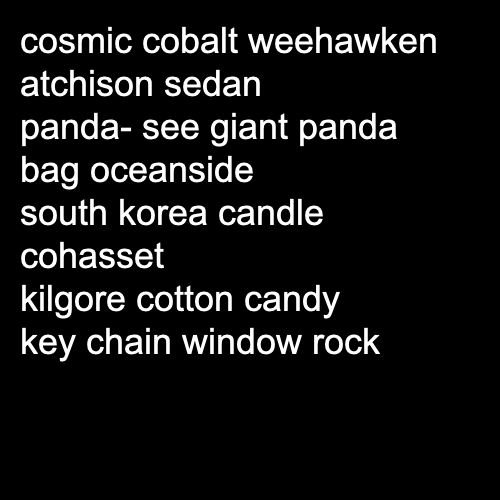 cosmic cobalt weehawken
atchison sedan
panda- see giant panda
bag oceanside
south korea candle
cohasset
kilgore cotton candy
key chain window rock